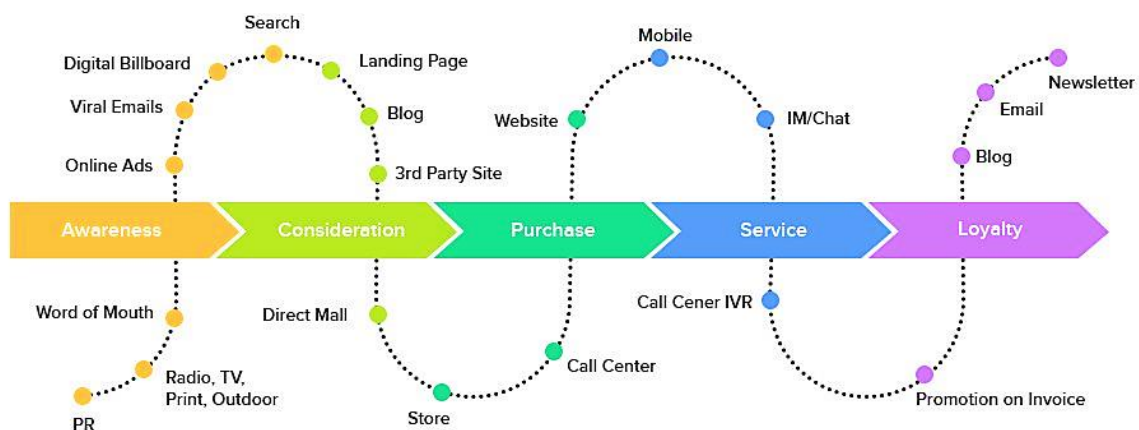 Search
Digital Billboard
Landing Page
Viral Emails
Blog
Online Ads
3rd Party Site
Mobile
Website
IM/Chat
Newsletter
Email
Blog
Awareness
Consideration
Purchase
Service
Loyalty
Word of Mouth
Radio, TV,
Print, Outdoor
PR
Direct Mall
Store
Call Center
Call Cener IVR
Promotion on Invoice